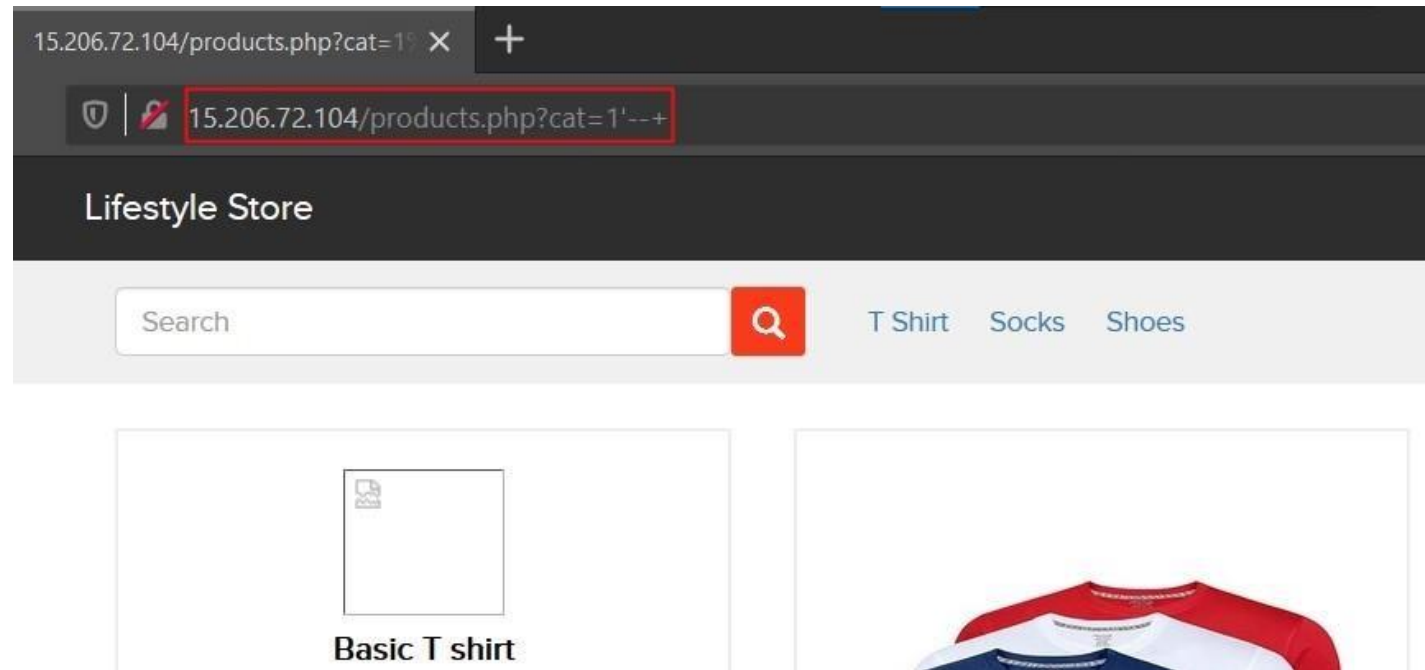 15.206.72.104/products.php?cat=1%
15.206.72.104/products.php?cat=1'--+
Lifestyle Store
Search T Shirt Socks Shoes
Basic T shirt